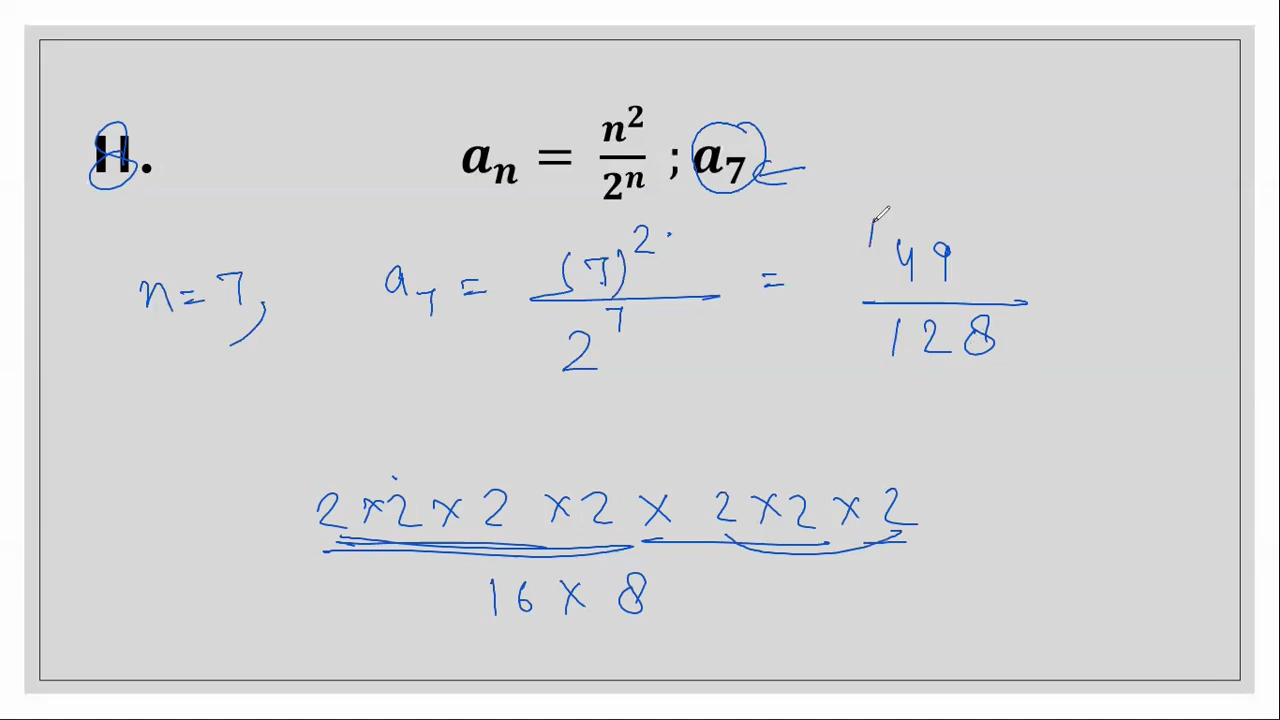 H. aₙ = n²/2ⁿ ; a₇
n = 7, a₇ = (7)²/2⁷ = 49/128
2 × 2 × 2 × 2 × 2 × 2 × 2
16 × 8